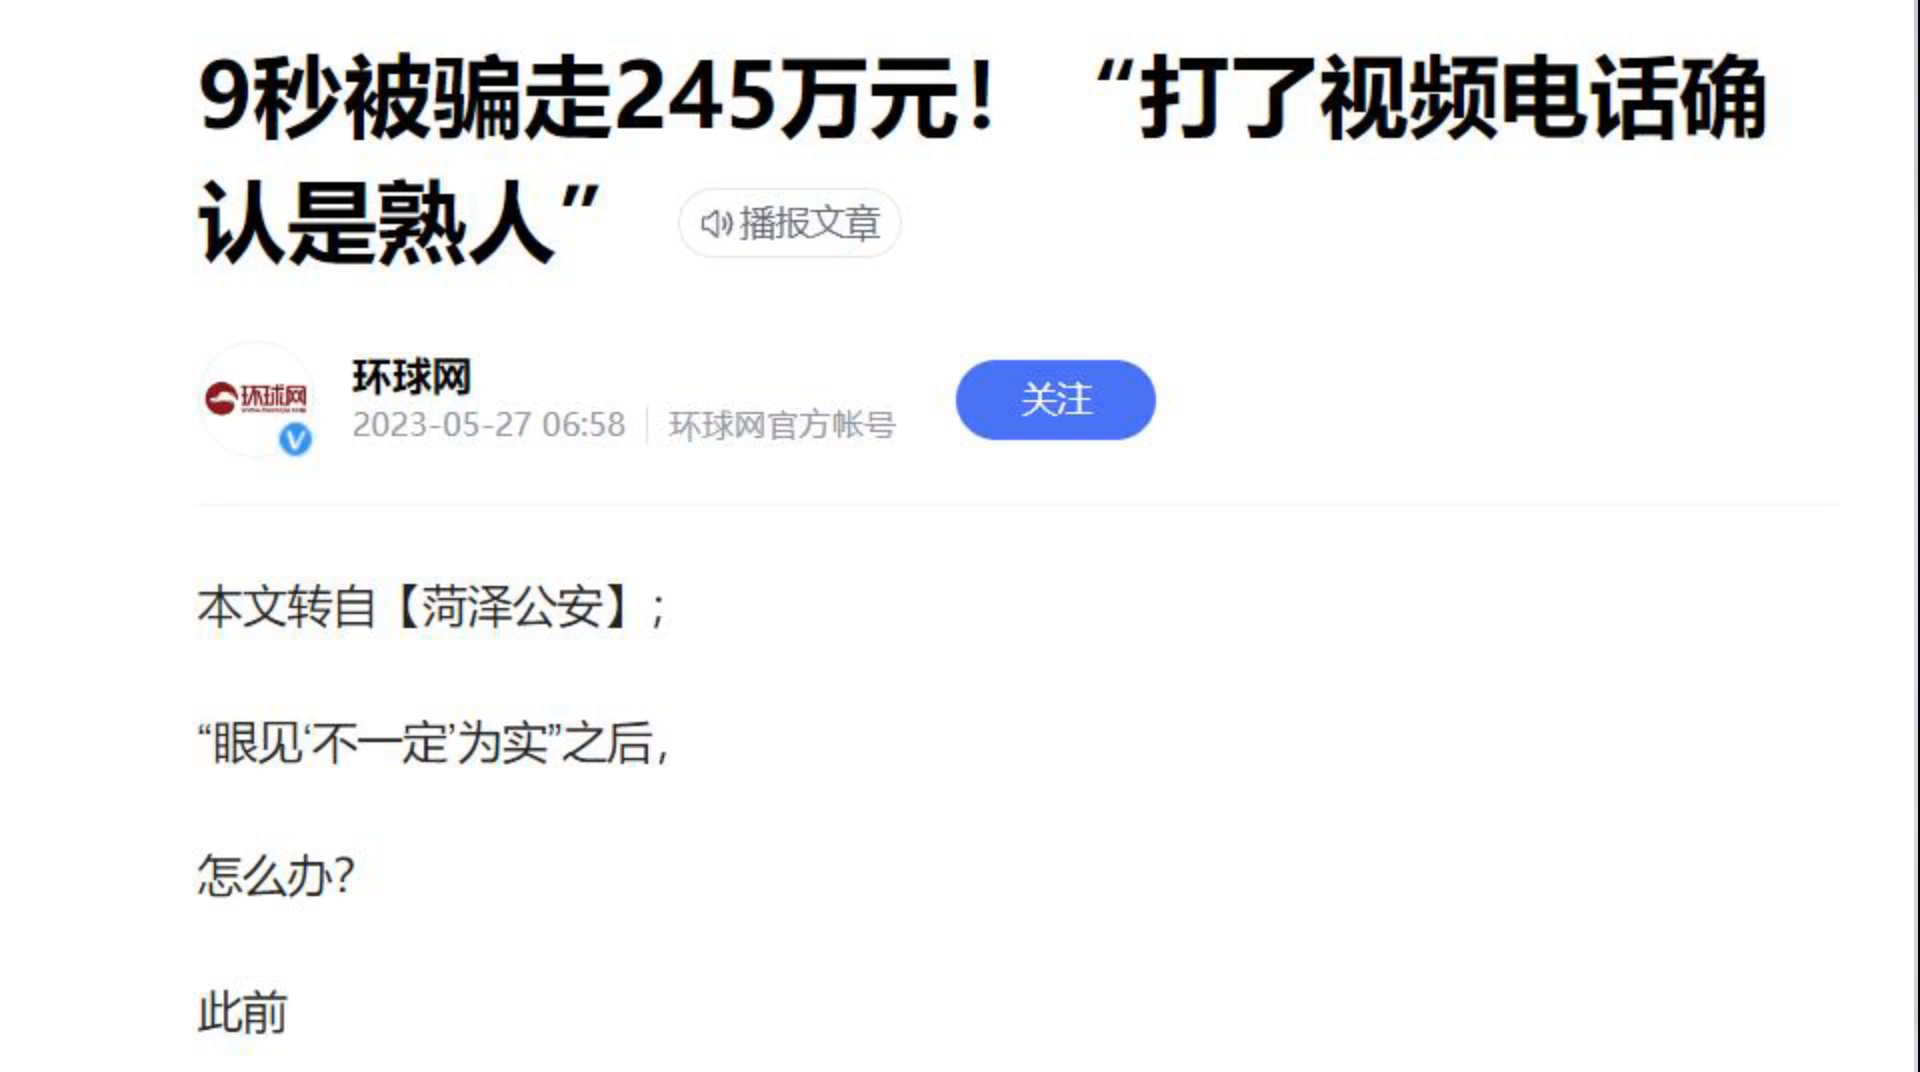 9秒被骗走245万元！“打了视频电话确
认是熟人”
播报文章
环球网
环球网
2023-05-27 06:58 | 环球网官方帐号
关注
本文转自【菏泽公安】;
“眼见‘不一定’为实”之后，
怎么办？
此前